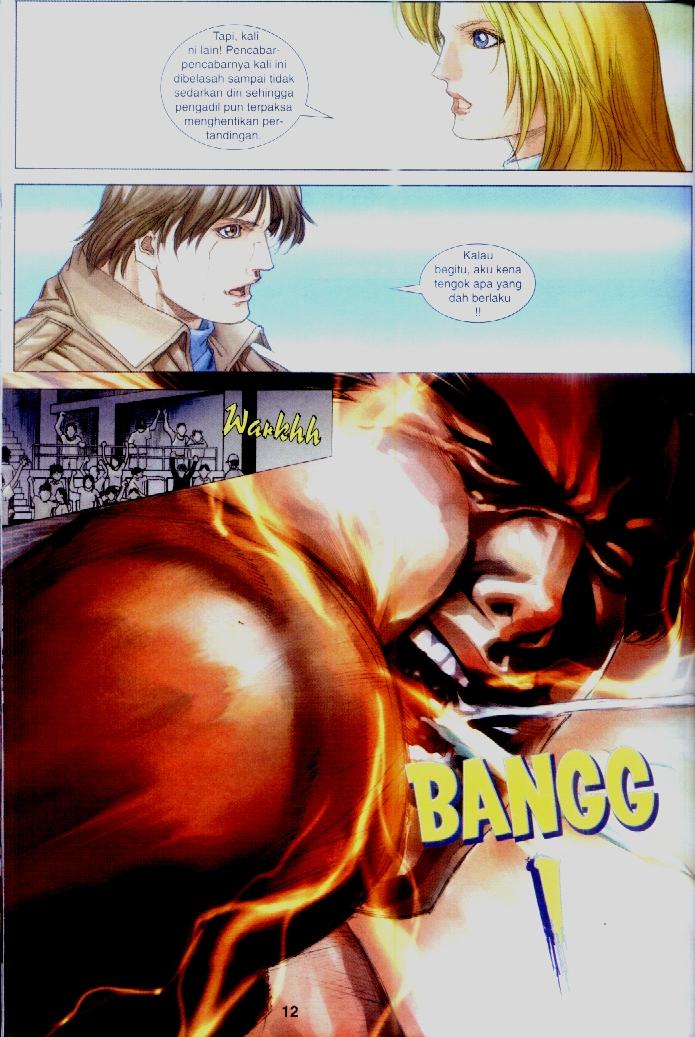 Tapi, kali
ni lain! Pencabar-
pencabarnya kali ini
dibelasah sampai tidak
sedarkan diri sehingga
pengadil pun terpaksa
menghentikan per-
tandingan.
Kalau
begitu, aku kena
tengok apa yang
dah berlaku
!!
Warkhh
BANGG
!
12